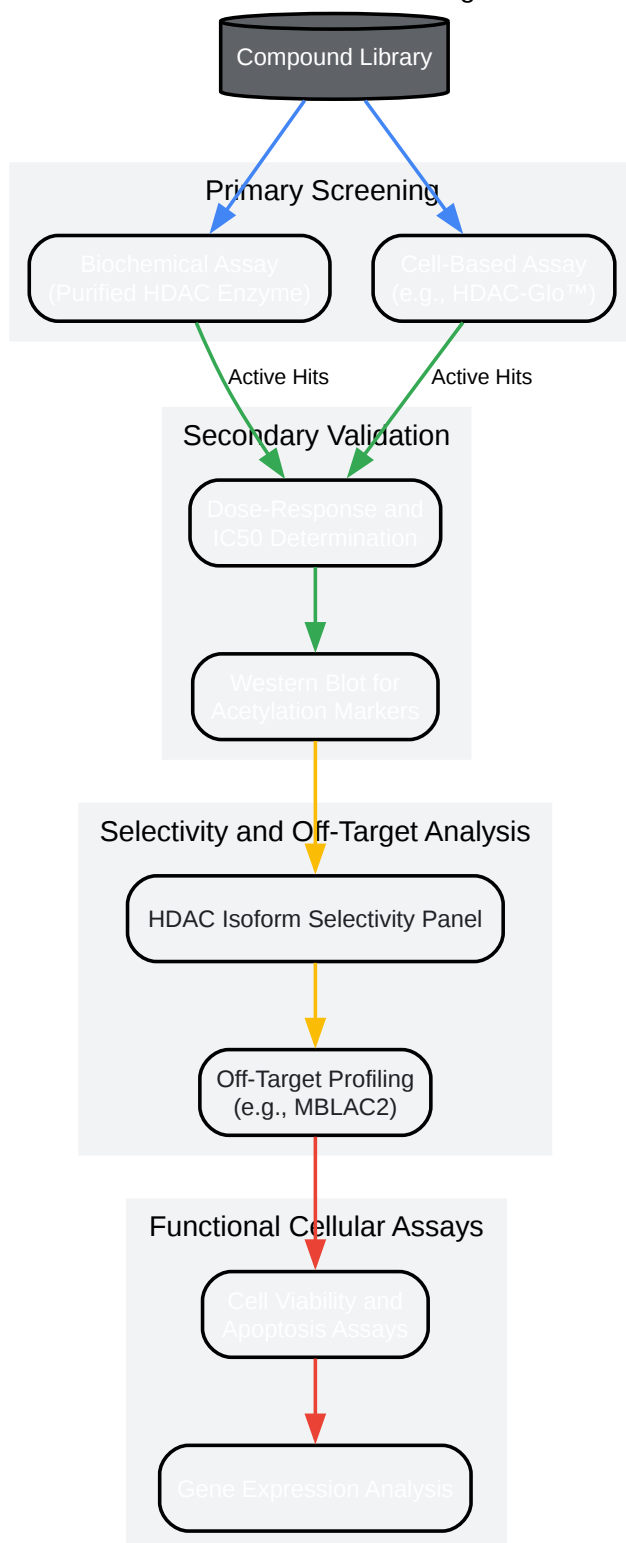 Compound Library
Primary Screening
Biochemical Assay
(Purified HDAC Enzyme)
Cell-Based Assay
(e.g., HDAC-Glo™)
Active Hits
Active Hits
Secondary Validation
Dose-Response and
IC50 Determination
Western Blot for
Acetylation Markers
Selectivity and Off-Target Analysis
HDAC Isoform Selectivity Panel
Off-Target Profiling
(e.g., MBLAC2)
Functional Cellular Assays
Cell Viability and
Apoptosis Assays
Gene Expression Analysis